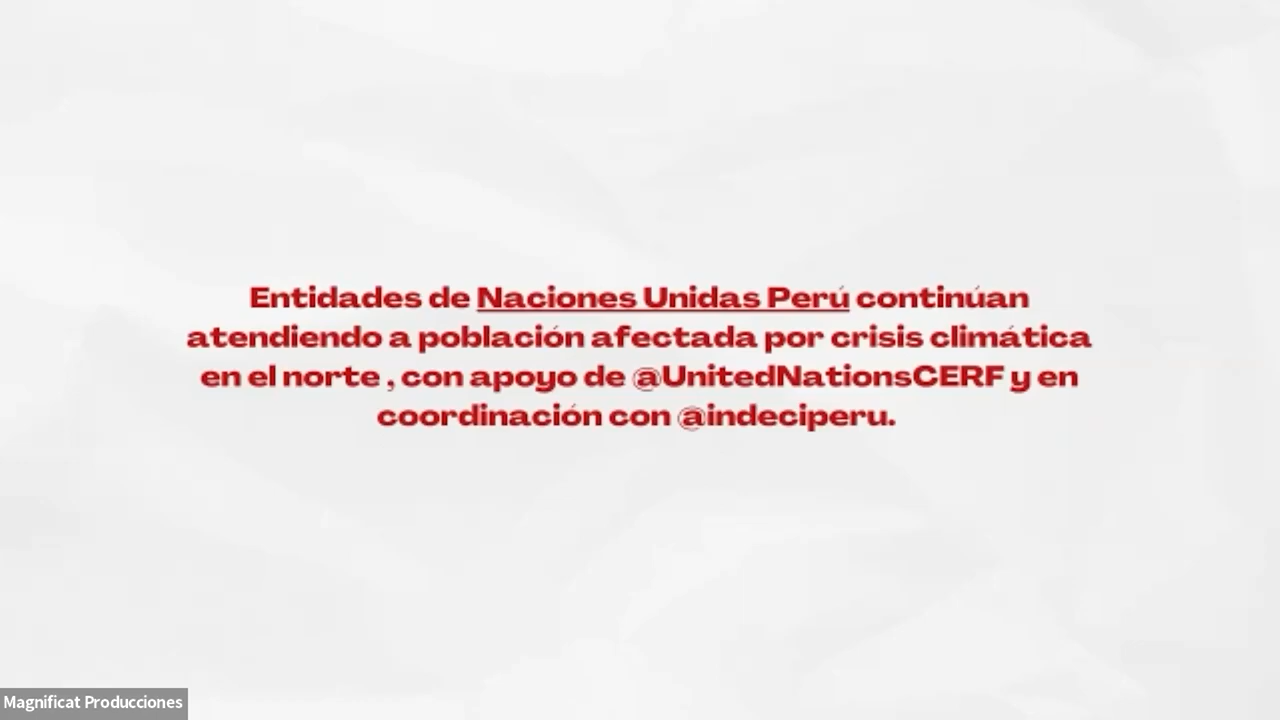 Entidades de Naciones Unidas Perú continúan
atendiendo a población afectada por crisis climática
en el norte , con apoyo de @UnitedNationsCERF y en
coordinación con @indeciperu.
Magnificat Producciones